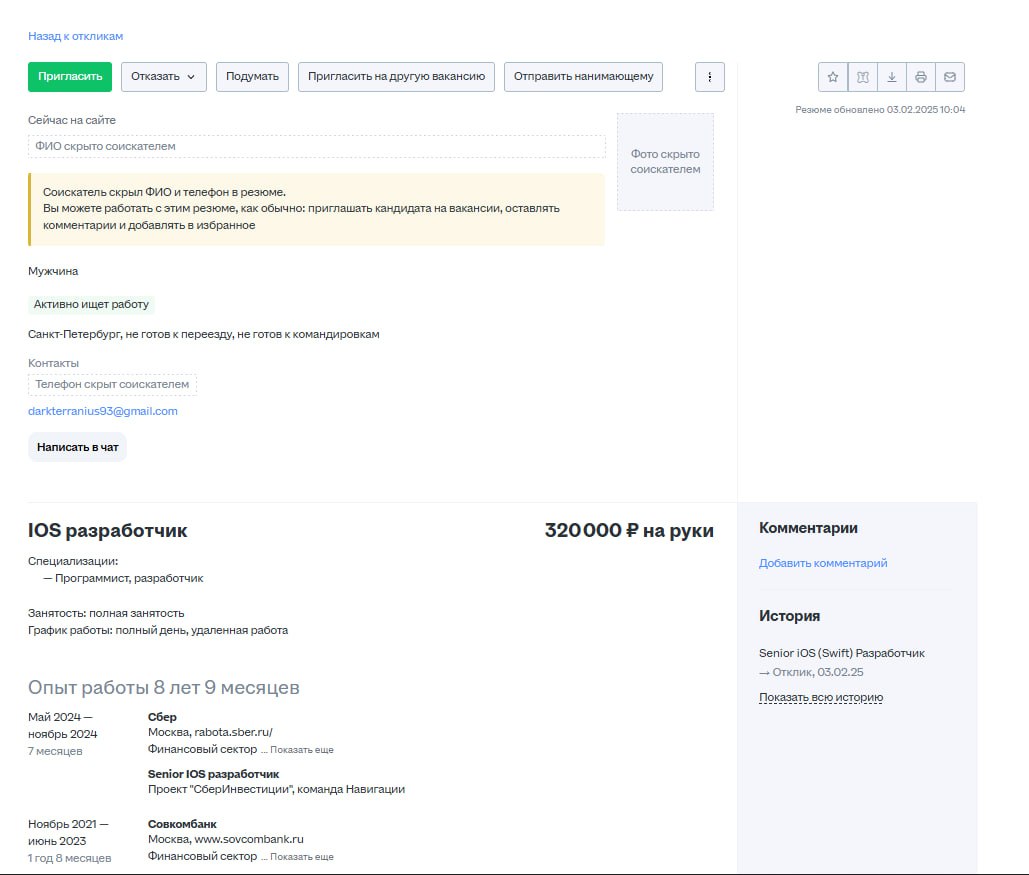 Назад к откликам
Пригласить
Отказать
Подумать
Пригласить на другую вакансию
Отправить нанимающему
Резюме обновлено 03.02.2025 10:04
Сейчас на сайте
ФИО скрыто соискателем
Фото скрыто
соискателем
Соискатель скрыл ФИО и телефон в резюме.
Вы можете работать с этим резюме, как обычно: приглашать кандидата на вакансии, оставлять
комментарии и добавлять в избранное
Мужчина
Активно ищет работу
Санкт-Петербург, не готов к переезду, не готов к командировкам
Контакты
Телефон скрыт соискателем
darkterranius93@gmail.com
Написать в чат
IOS разработчик
320 000 ₽ на руки
Специализации:
— Программист, разработчик
Занятость: полная занятость
График работы: полный день, удаленная работа
Опыт работы 8 лет 9 месяцев
Май 2024 —
ноябрь 2024
7 месяцев
Сбер
Москва, rabota.sber.ru/
Финансовый сектор ... Показать еще
Senior IOS разработчик
Проект "СберИнвестиции", команда Навигации
Ноябрь 2021 —
июнь 2023
1 год 8 месяцев
Совкомбанк
Москва, www.sovcombank.ru
Финансовый сектор ... Показать еще
Комментарии
Добавить комментарий
История
Senior iOS (Swift) Разработчик
→ Отклик, 03.02.25
Показать всю историю